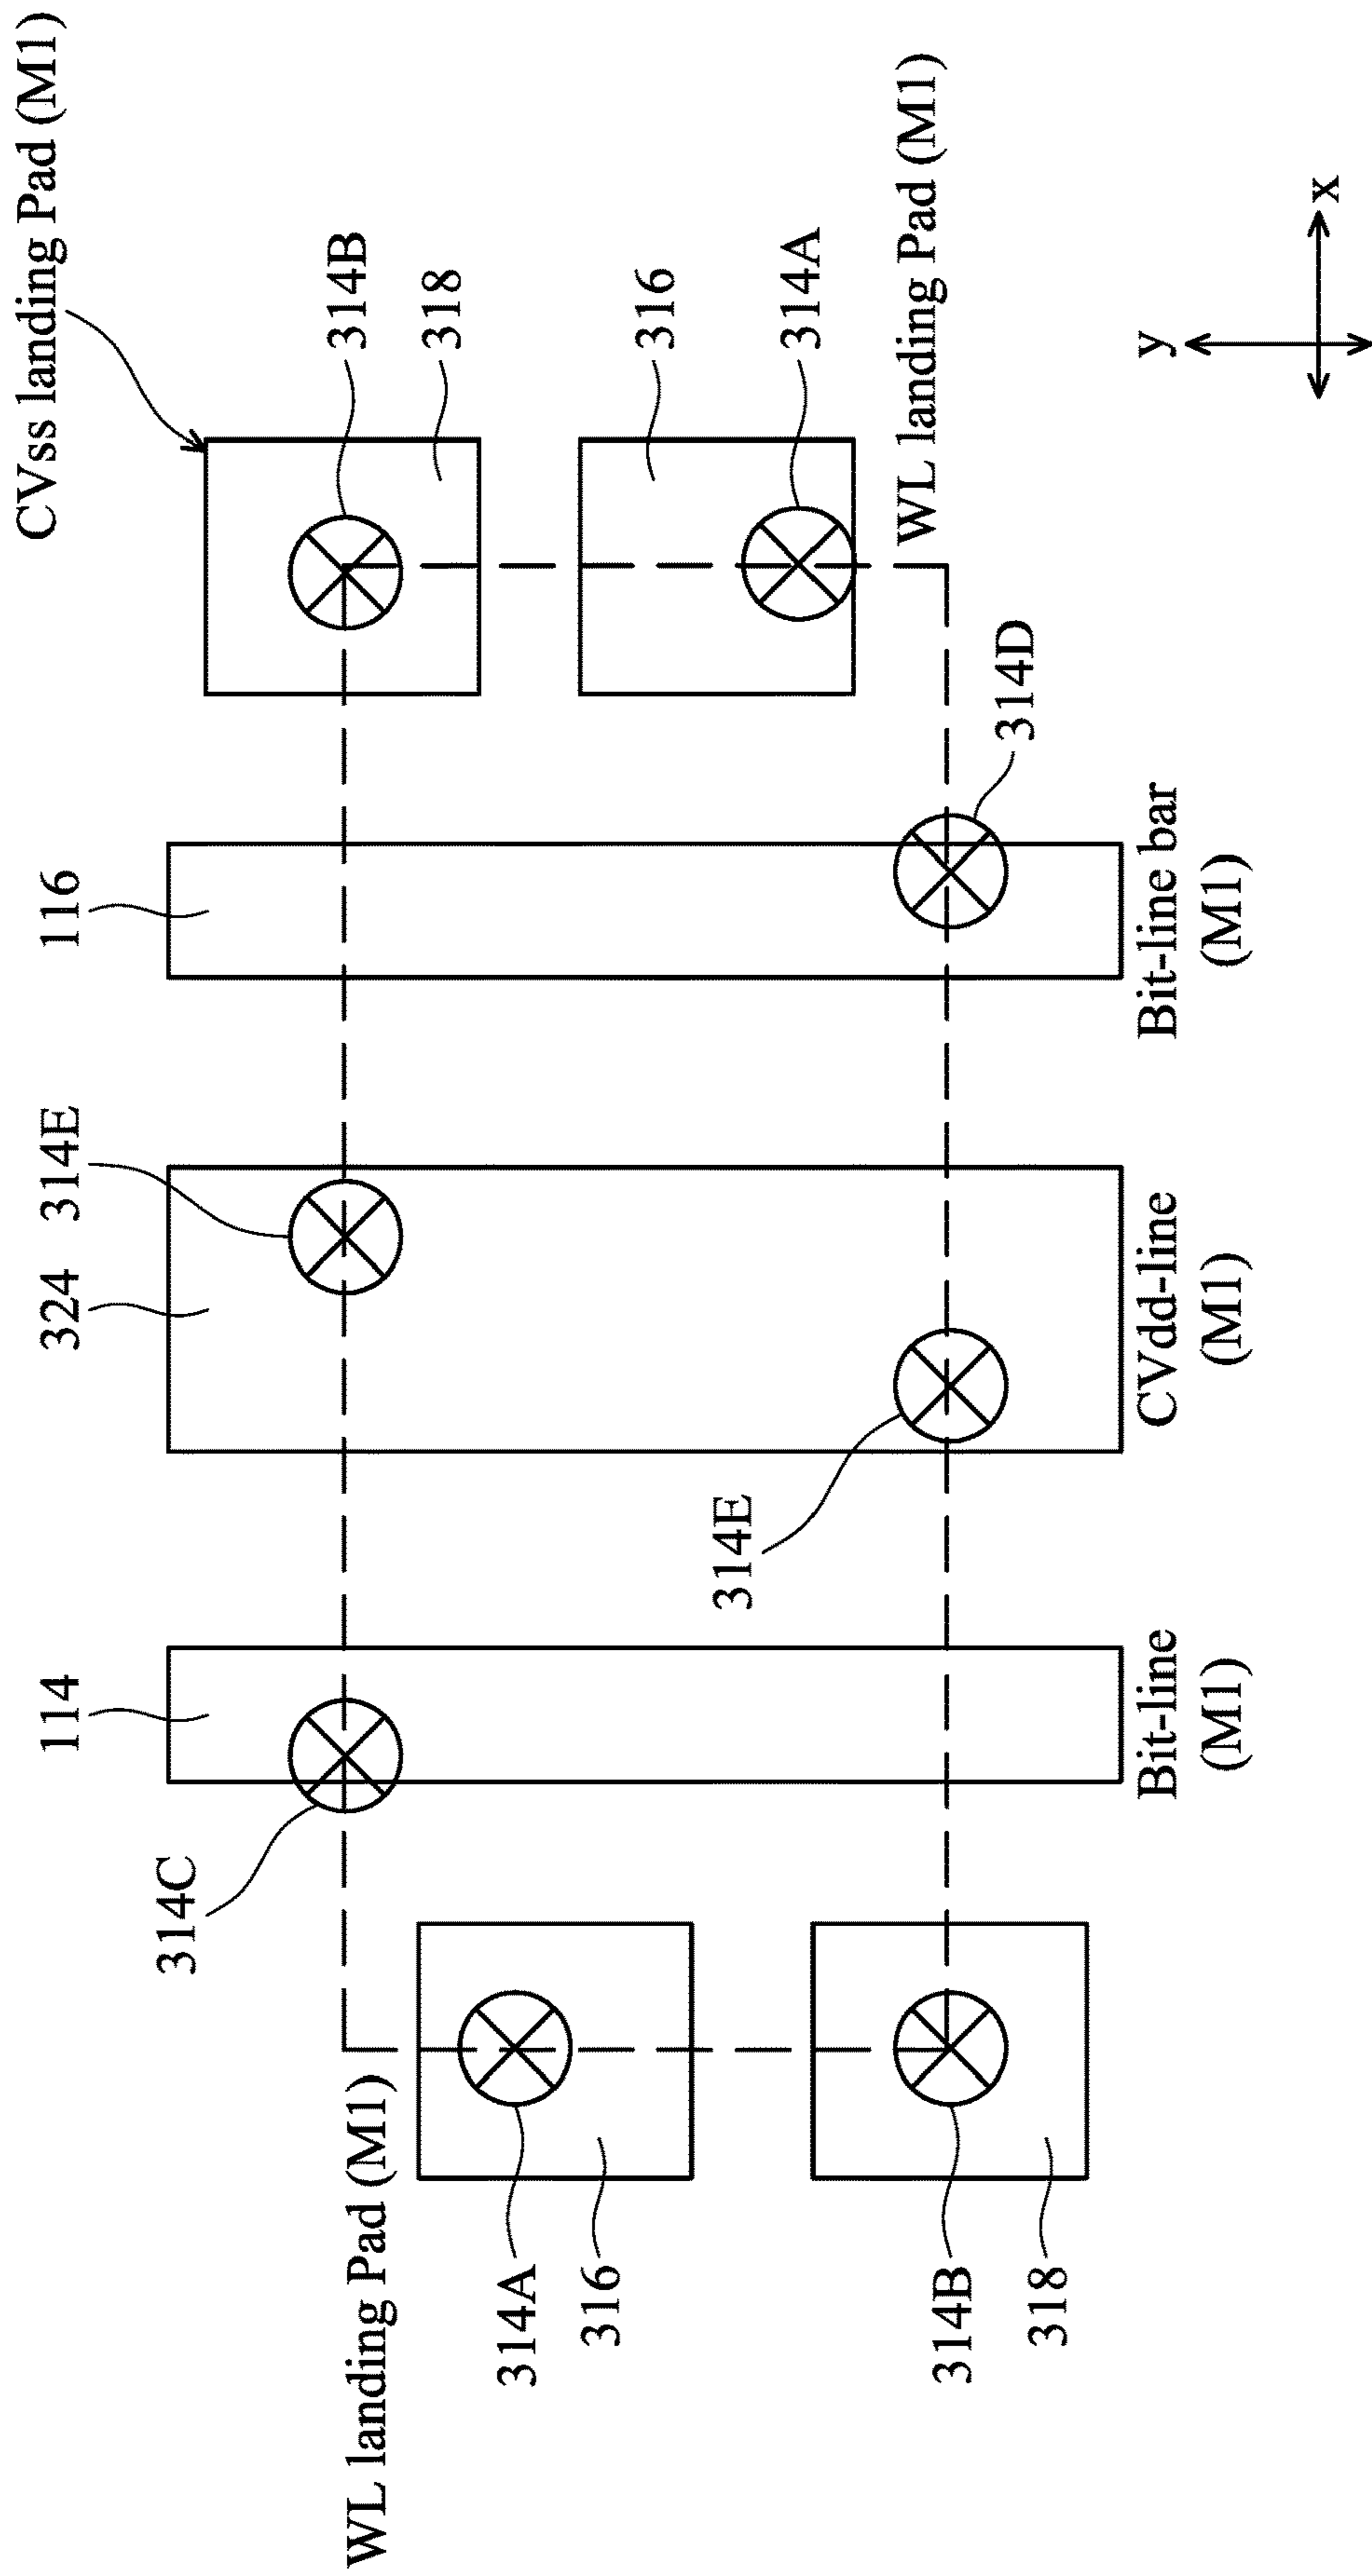 CVss landing Pad (M1)
114
324
314E
116
314C
WL landing Pad (M1)
314B
318
314A
316
316
314E
314A
WL landing Pad (M1)
314B
314D
318
Bit-line
(M1)
CVdd-line
(M1)
Bit-line bar
(M1)
y
x